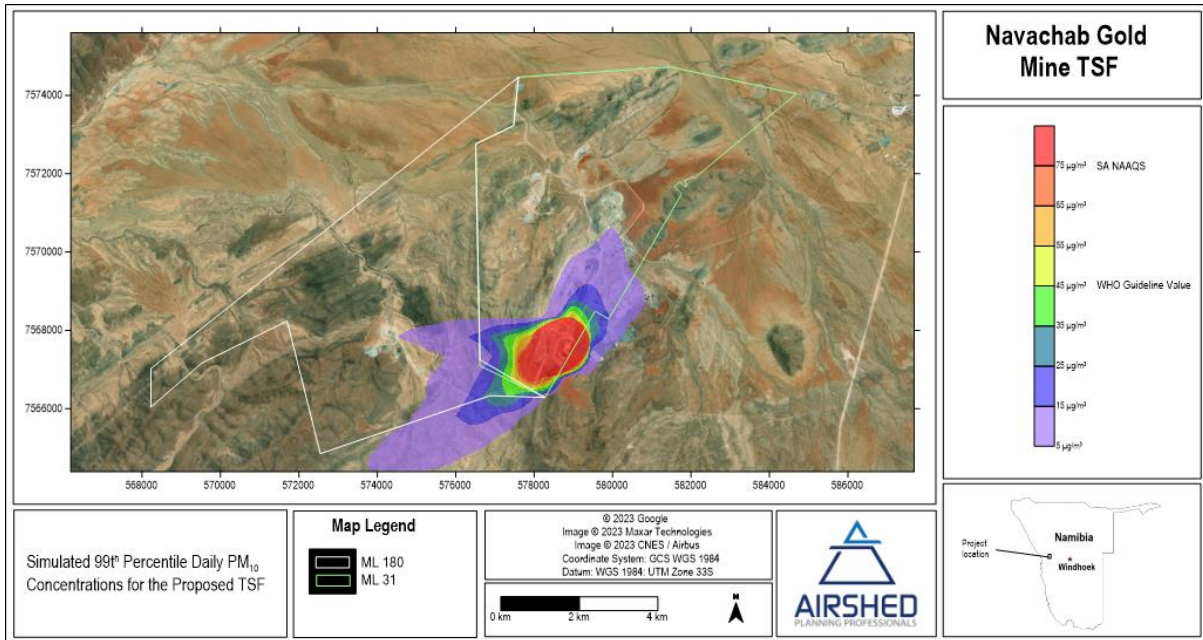 Navachab Gold
Mine TSF
7574000
7572000
7570000
7568000
7566000
568000
570000
572000
574000
576000
578000
580000
582000
584000
586000
75 µg/m³
SA NAAQS
65 µg/m³
55 µg/m³
45 µg/m³
WHO Guideline Value
35 µg/m³
25 µg/m³
15 µg/m³
5 µg/m³
Simulated 99tʰ Percentile Daily PM₁₀
Concentrations for the Proposed TSF
Map Legend
ML 180
ML 31
© 2023 Google
Image © 2023 Maxar Technologies
Image © 2023 CNES / Airbus
Coordinate System: GCS WGS 1984
Datum: WGS 1984: UTM Zone 33S
0 km
2 km
4 km
N
AIRSHED
PLANNING PROFESSIONALS
Namibia
Project
location
Windhoek